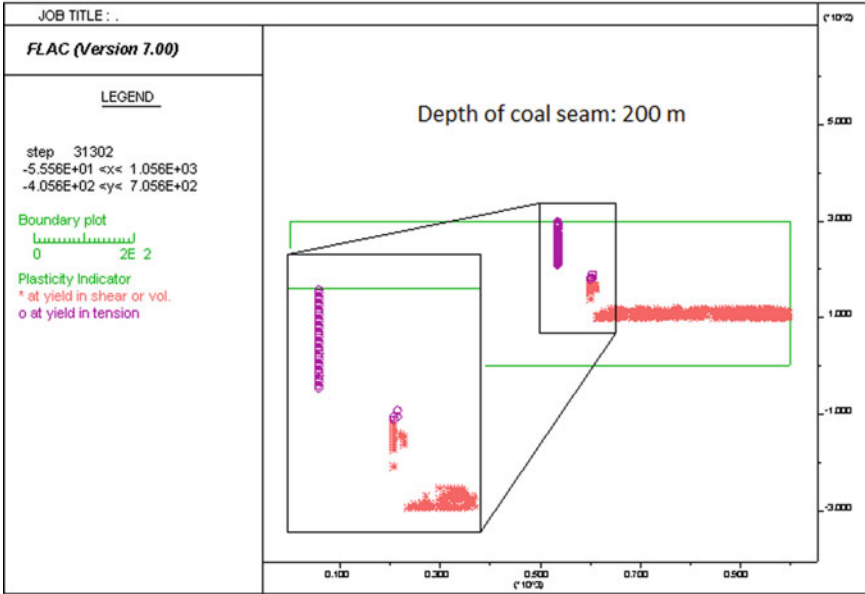 JOB TITLE : .
FLAC (Version 7.00)
LEGEND
step 31302
-5.556E+01 <x< 1.056E+03
-4.056E+02 <y< 7.056E+02
Boundary plot
0 2E 2
Plasticity Indicator
* at yield in shear or vol.
o at yield in tension
Depth of coal seam: 200 m
(*10^2)
5.000
3.000
1.000
-1.000
-3.000
0.100 0.300 0.500 0.700 0.900
(*10^3)